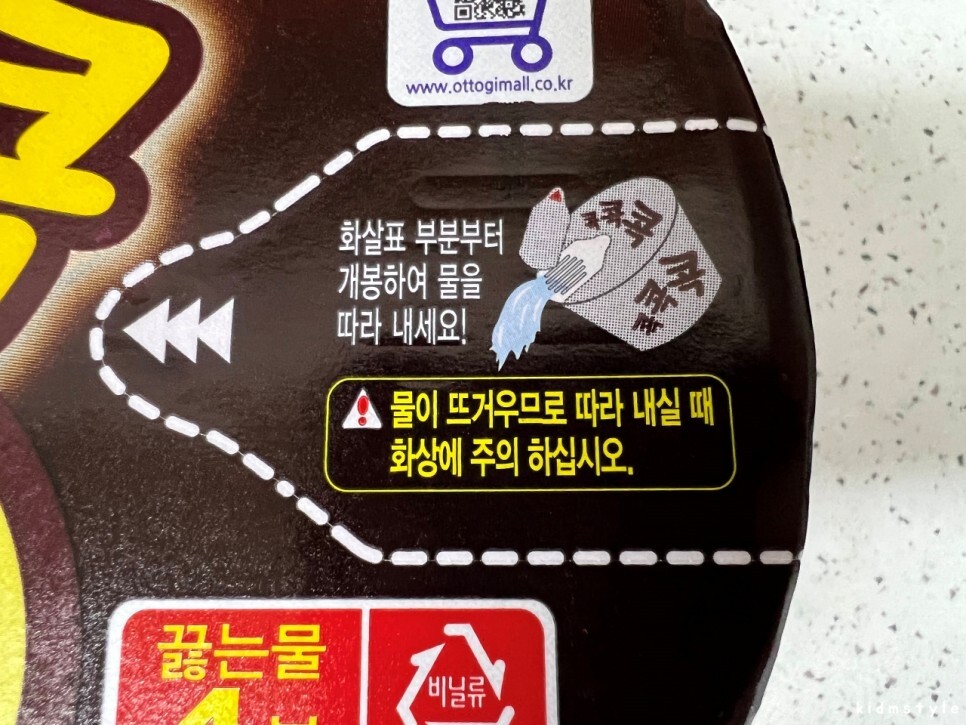 www.ottogimall.co.kr
화살표 부분부터
개봉하여 물을
따라 내세요!
물이 뜨거우므로 따라 내실 때
화상에 주의 하십시오.
끓는물
비닐류
kidmstyle